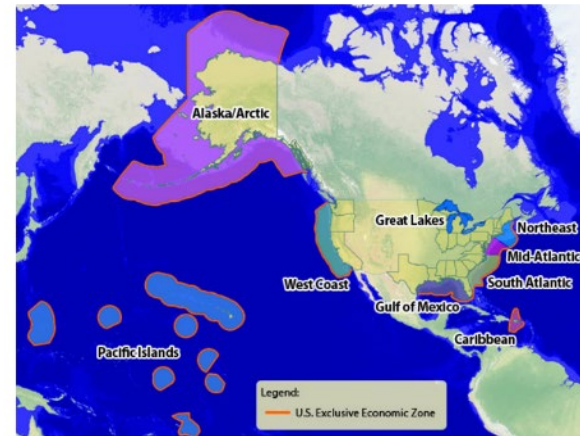 Alaska/Arctic
Great Lakes
Northeast
Mid-Atlantic
South Atlantic
West Coast
Gulf of Mexico
Caribbean
Pacific Islands
Legend:
U.S. Exclusive Economic Zone